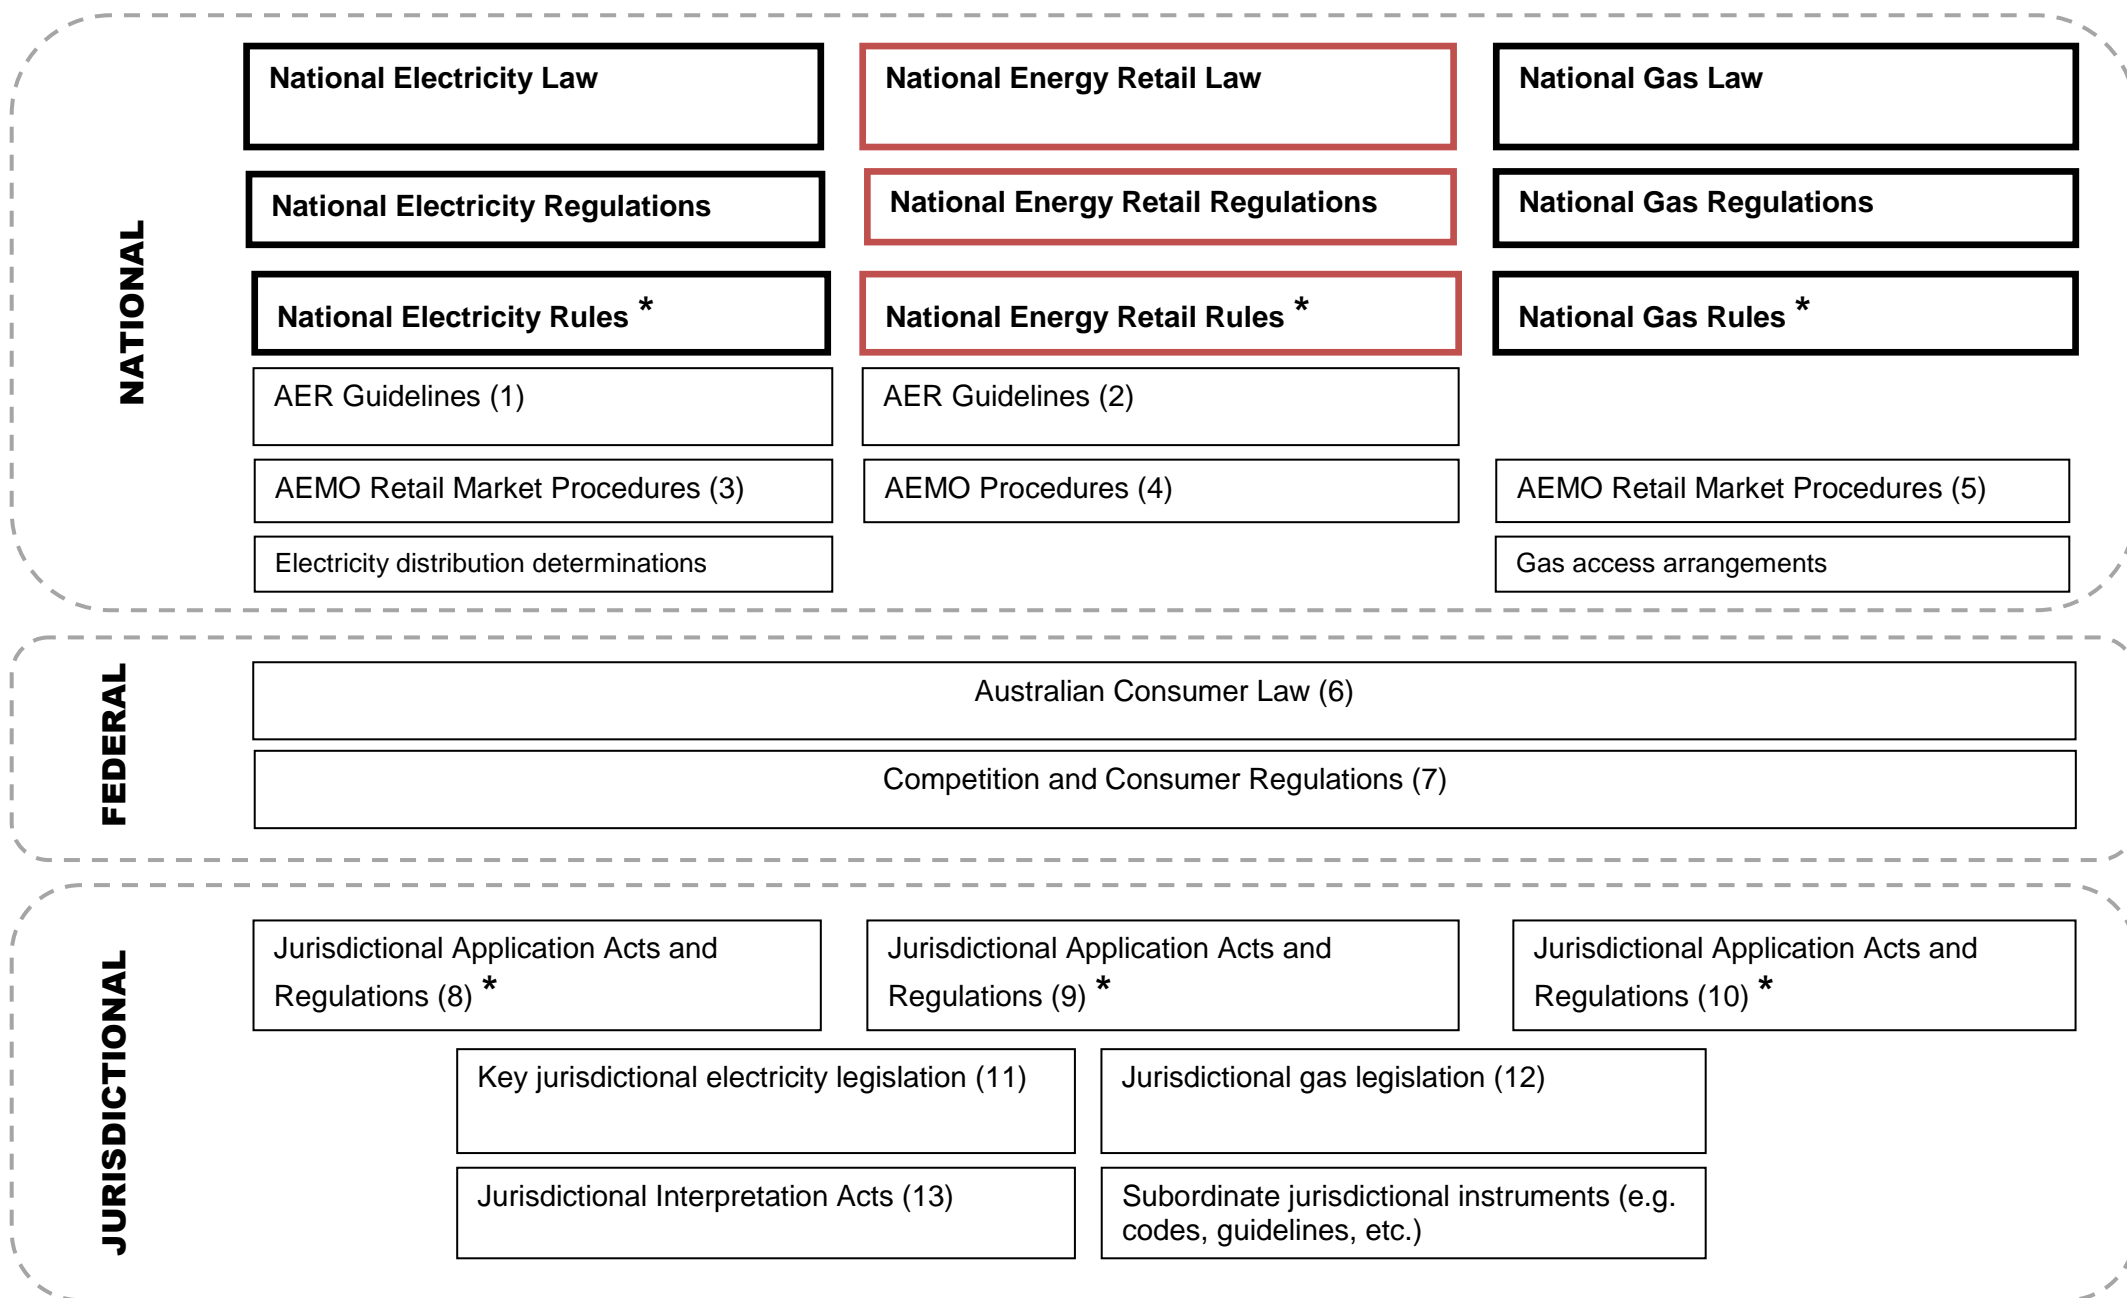 NATIONAL
National Electricity Law
National Energy Retail Law
National Gas Law
National Electricity Regulations
National Energy Retail Regulations
National Gas Regulations
National Electricity Rules *
National Energy Retail Rules *
National Gas Rules *
AER Guidelines (1)
AER Guidelines (2)
AEMO Retail Market Procedures (3)
AEMO Procedures (4)
AEMO Retail Market Procedures (5)
Electricity distribution determinations
Gas access arrangements
FEDERAL
Australian Consumer Law (6)
Competition and Consumer Regulations (7)
JURISDICTIONAL
Jurisdictional Application Acts and
Regulations (8) *
Jurisdictional Application Acts and
Regulations (9) *
Jurisdictional Application Acts and
Regulations (10) *
Key jurisdictional electricity legislation (11)
Jurisdictional gas legislation (12)
Jurisdictional Interpretation Acts (13)
Subordinate jurisdictional instruments (e.g.
codes, guidelines, etc.)